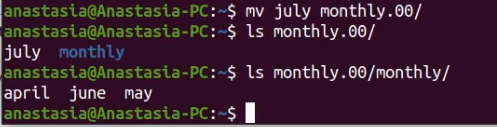 anastasia@Anastasia-PC:~$ mv july monthly.00/
anastasia@Anastasia-PC:~$ ls monthly.00/
july monthly
anastasia@Anastasia-PC:~$ ls monthly.00/monthly/
april june may
anastasia@Anastasia-PC:~$